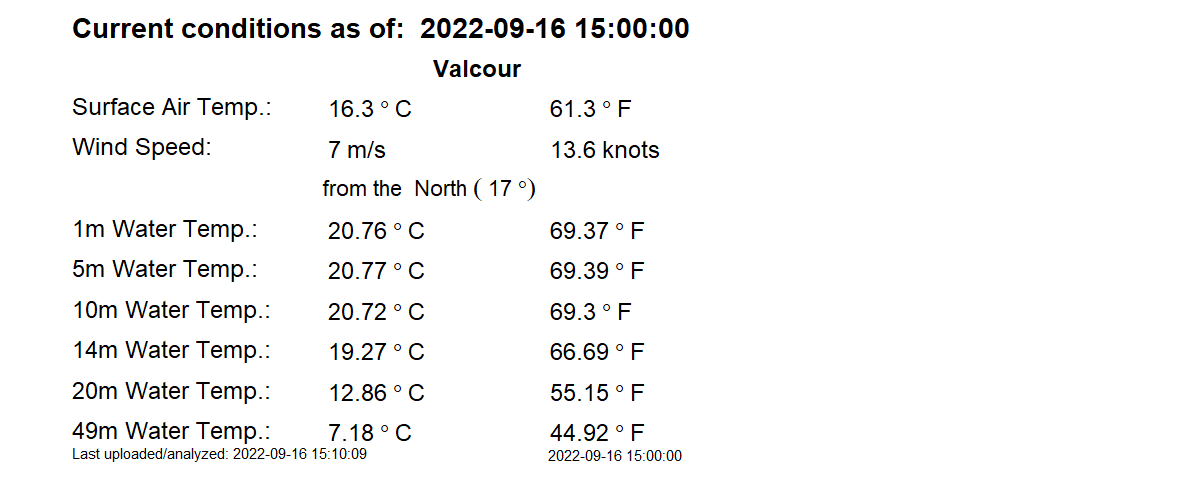 Current conditions as of:  2022-09-16 15:00:00
Valcour
Surface Air Temp.: 16.3 ° C 61.3 ° F
Wind Speed: 7 m/s 13.6 knots
from the  North ( 17 °)
1m Water Temp.: 20.76 ° C 69.37 ° F
5m Water Temp.: 20.77 ° C 69.39 ° F
10m Water Temp.: 20.72 ° C 69.3 ° F
14m Water Temp.: 19.27 ° C 66.69 ° F
20m Water Temp.: 12.86 ° C 55.15 ° F
49m Water Temp.: 7.18 ° C 44.92 ° F
Last uploaded/analyzed: 2022-09-16 15:10:09 2022-09-16 15:00:00